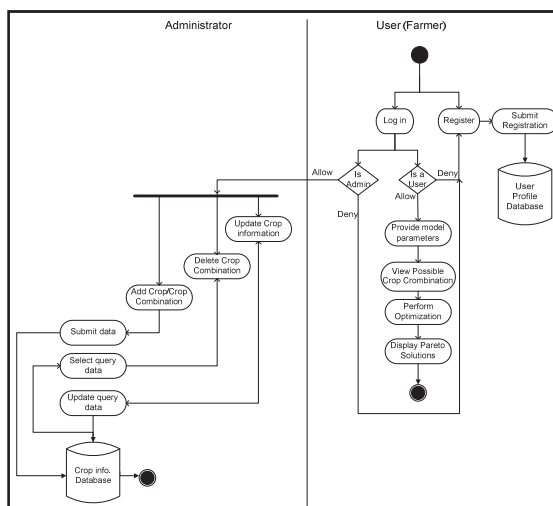 Administrator
User (Farmer)
Log in
Register
Submit
Registration
Is
Admin
Is a
User
Allow
Deny
Deny
Allow
User
Profile
Database
Update Crop
information
Delete Crop
Combination
Add Crop/Crop
Combination
Provide model
parameters
View Possible
Crop Crombination
Perform
Optimization
Display Pareto
Solutions
Submit data
Select query
data
Update query
data
Crop info.
Database